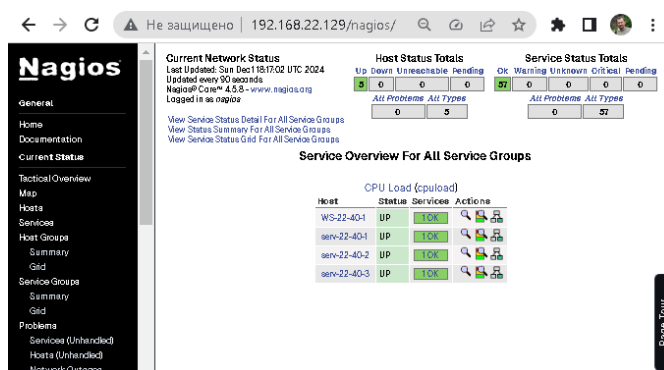 Не защищено | 192.168.22.129/nagios/
Nagios®
General
Home
Documentation
Current Status
Tactical Overview
Map
Hosts
Services
Host Groups
Summary
Grid
Service Groups
Summary
Grid
Problems
Services (Unhandled)
Hosts (Unhandled)
Network Outages
Current Network Status
Last Updated: Sun Dec 1 18:17:02 UTC 2024
Updated every 90 seconds
Nagios® Core™ 4.5.8 - www.nagios.org
Logged in as nagios
View Service Status Detail For All Service Groups
View Status Summary For All Service Groups
View Service Status Grid For All Service Groups
Host Status Totals
Up Down Unreachable Pending
5 0 0 0
All Problems All Types
0 5
Service Status Totals
Ok Warning Unknown Critical Pending
57 0 0 0 0
All Problems All Types
0 57
Service Overview For All Service Groups
CPU Load (cpuload)
Host Status Services Actions
WS-22-40-1 UP 1 OK
serv-22-40-1 UP 1 OK
serv-22-40-2 UP 1 OK
serv-22-40-3 UP 1 OK
Page Tour